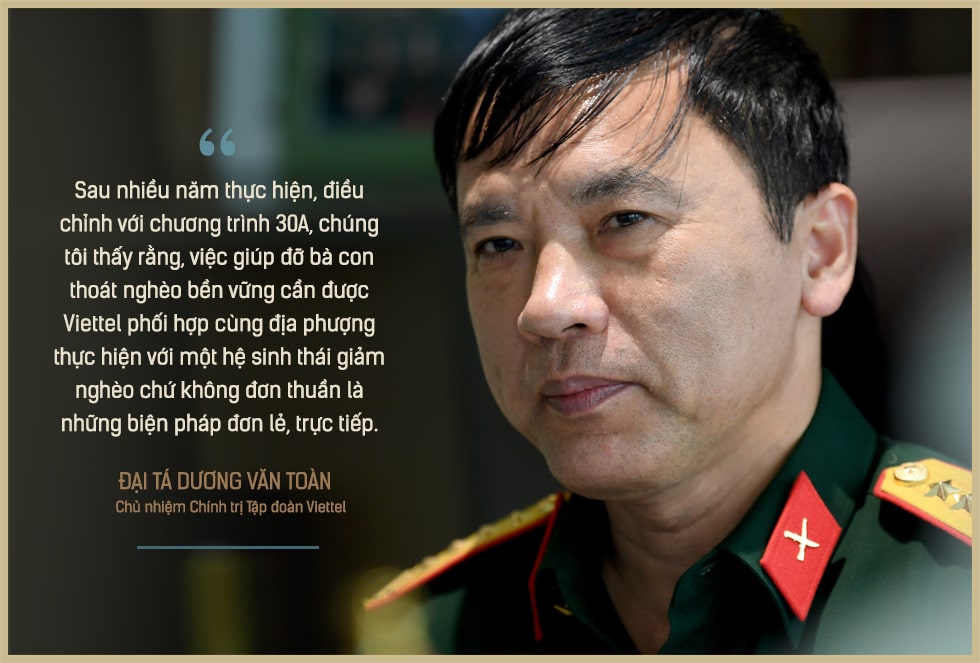 “
Sau nhiều năm thực hiện, điều
chỉnh với chương trình 30A, chúng
tôi thấy rằng, việc giúp đỡ bà con
thoát nghèo bền vững cần được
Viettel phối hợp cùng địa phượng
thực hiện với một hệ sinh thái giảm
nghèo chứ không đơn thuần là
những biện pháp đơn lẻ, trực tiếp.
ĐẠI TÁ DƯƠNG VĂN TOÀN
Chủ nhiệm Chính trị Tập đoàn Viettel